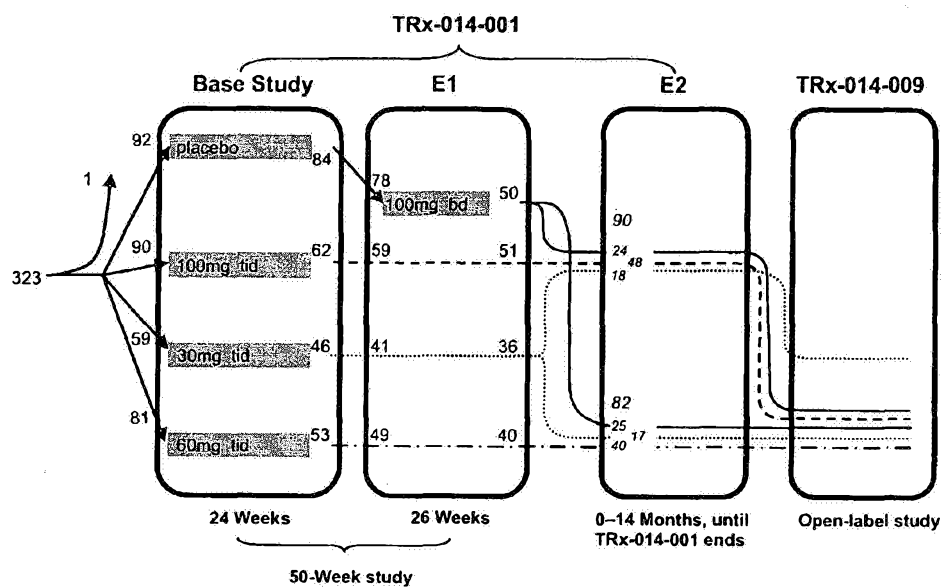 TRx-014-001
Base Study E1 E2 TRx-014-009
92 placebo 84
1
78 100mg bd 50
90
90 100mg tid 62 59 51 24
48
18
323
59 30mg tid 46 41 36
82
81 25
17
60mg tid 53 49 40 40
24 Weeks 26 Weeks 0–14 Months, until Open-label study
TRx-014-001 ends
50-Week study